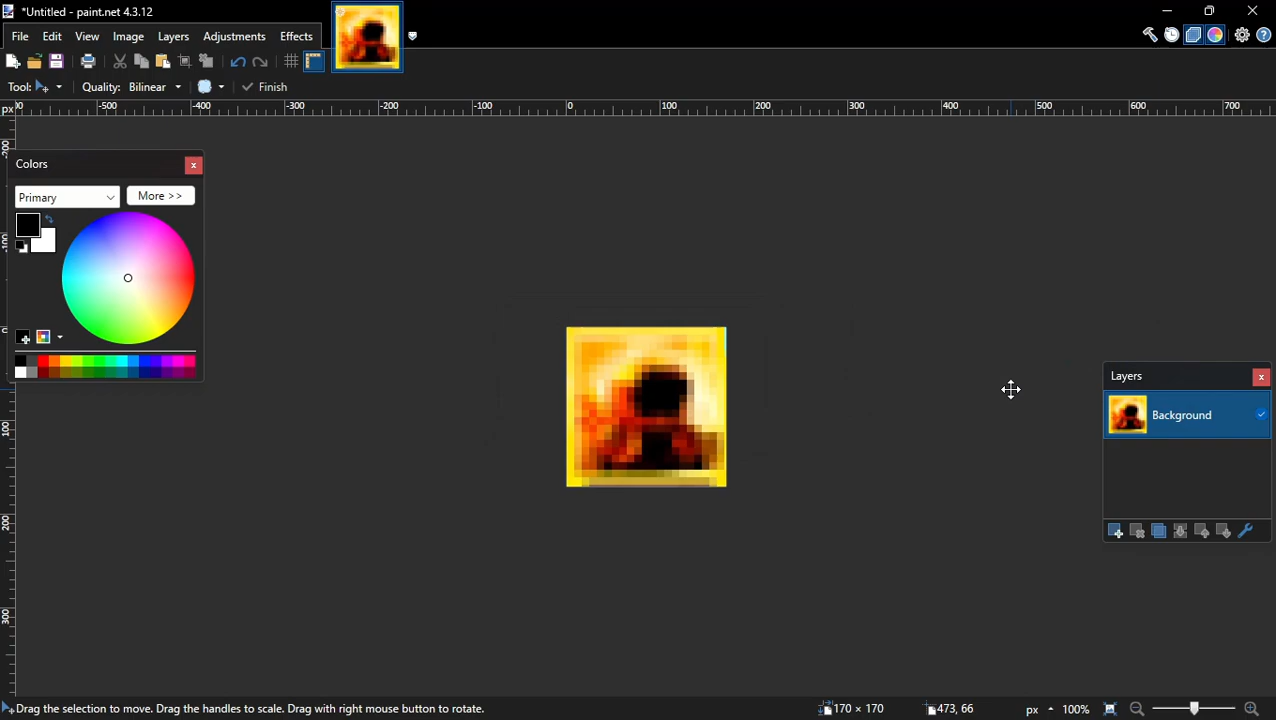 *Untitled - paint.net 4.3.12
File Edit View Image Layers Adjustments Effects
Tool: Quality: Bilinear Finish
px -500 -400 -300 -200 -100 0 100 200 300 400 500 600 700
Colors
Primary More >>
Layers
Background
100
200
300
Drag the selection to move. Drag the handles to scale. Drag with right mouse button to rotate. 170 × 170 473, 66 px 100%